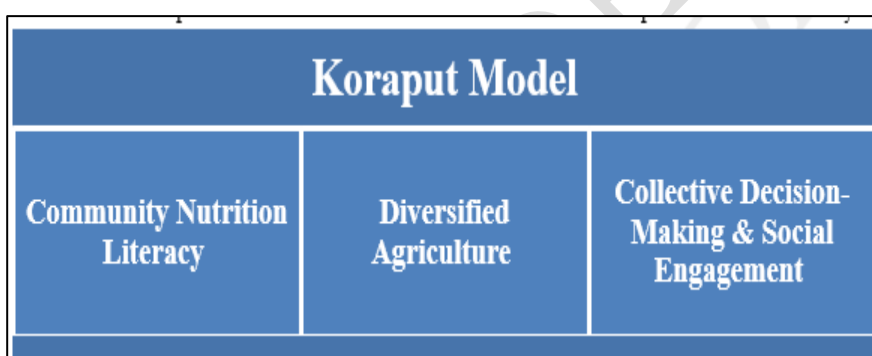 Koraput Model
Community Nutrition
Literacy
Diversified
Agriculture
Collective Decision-
Making & Social
Engagement